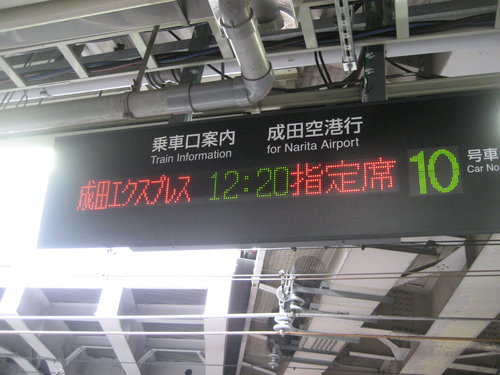 乗車口案内 成田空港行
Train Information for Narita Airport
成田エクスプレス 12:20 指定席 10 号車
Car No